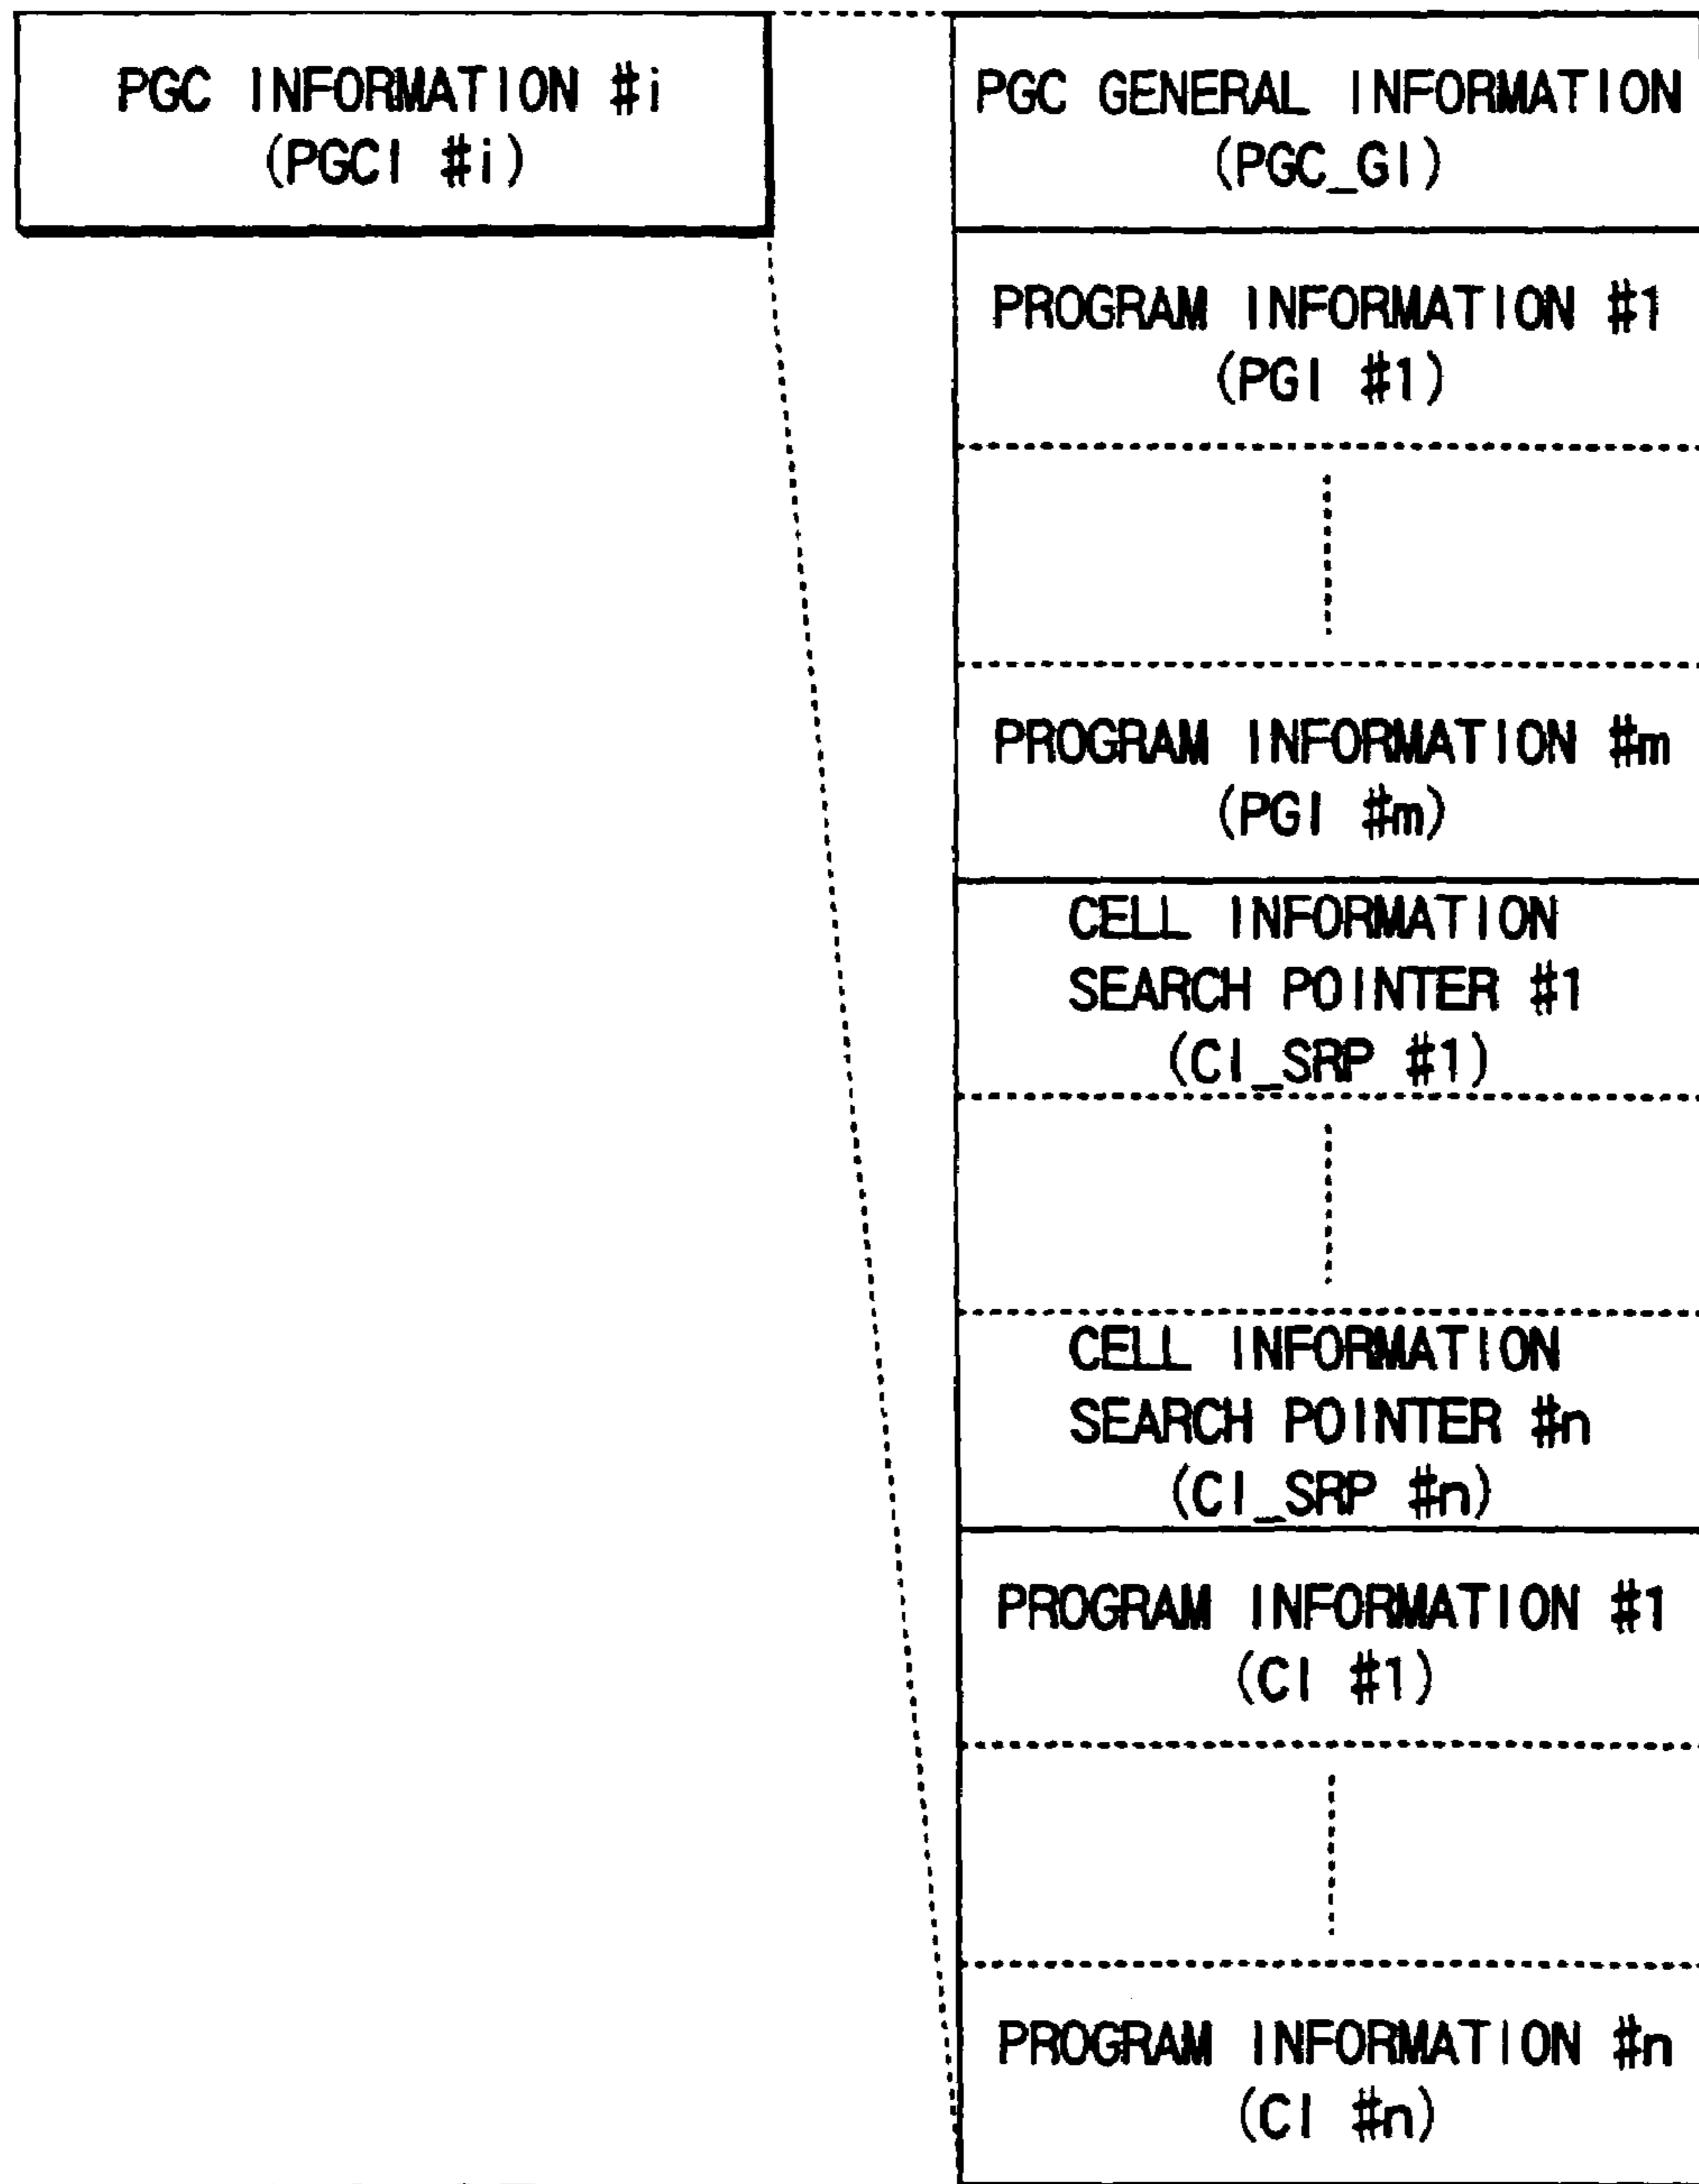 PGC INFORMATION #i
(PGCI #i)
PGC GENERAL INFORMATION
(PGC_GI)
PROGRAM INFORMATION #1
(PGI #1)
PROGRAM INFORMATION #m
(PGI #m)
CELL INFORMATION
SEARCH POINTER #1
(CI_SRP #1)
CELL INFORMATION
SEARCH POINTER #n
(CI_SRP #n)
PROGRAM INFORMATION #1
(CI #1)
PROGRAM INFORMATION #n
(CI #n)